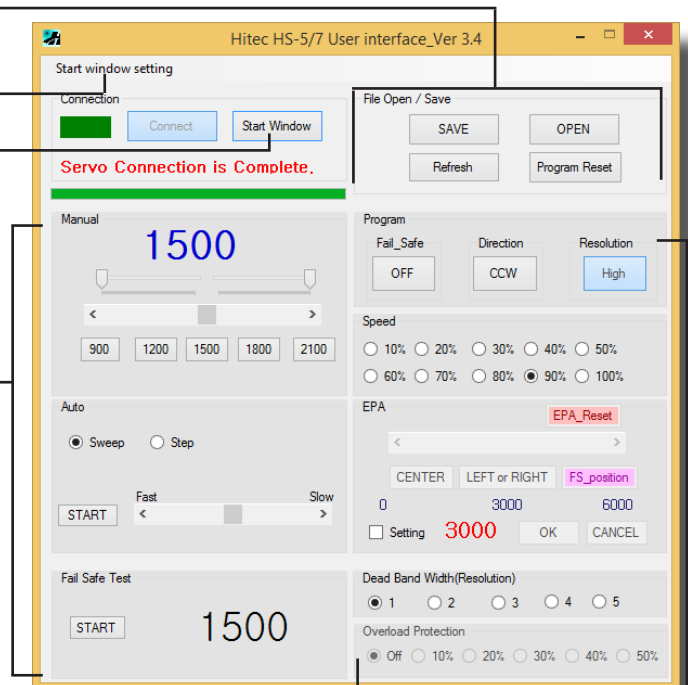 Hitec HS-5/7 User interface_Ver 3.4
Start window setting
Connection
Connect Start Window
Servo Connection is Complete.
File Open / Save
SAVE OPEN
Refresh Program Reset
Manual
1500
900 1200 1500 1800 2100
Program
Fail_Safe Direction Resolution
OFF CCW High
Speed
10% 20% 30% 40% 50%
60% 70% 80% 90% 100%
Auto
Sweep Step
Fast Slow
START
EPA
EPA_Reset
CENTER LEFT or RIGHT FS_position
0 3000 6000
Setting 3000 OK CANCEL
Fail Safe Test
START 1500
Dead Band Width(Resolution)
1 2 3 4 5
Overload Protection
Off 10% 20% 30% 40% 50%